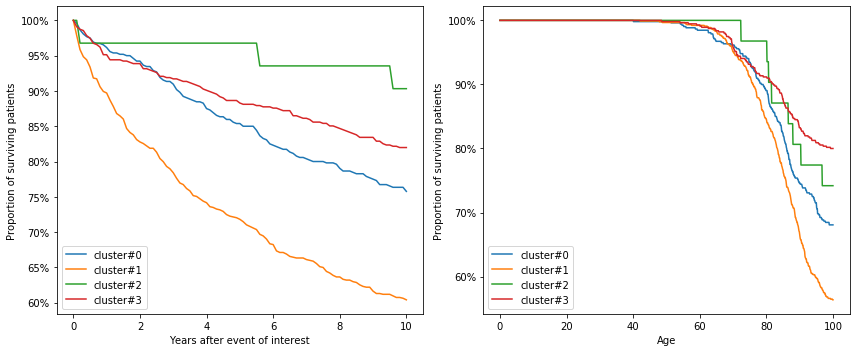 Proportion of surviving patients
100%
95%
90%
85%
80%
75%
70%
65%
60%
cluster#0
cluster#1
cluster#2
cluster#3
0 2 4 6 8 10
Years after event of interest
Proportion of surviving patients
100%
90%
80%
70%
60%
cluster#0
cluster#1
cluster#2
cluster#3
0 20 40 60 80 100
Age